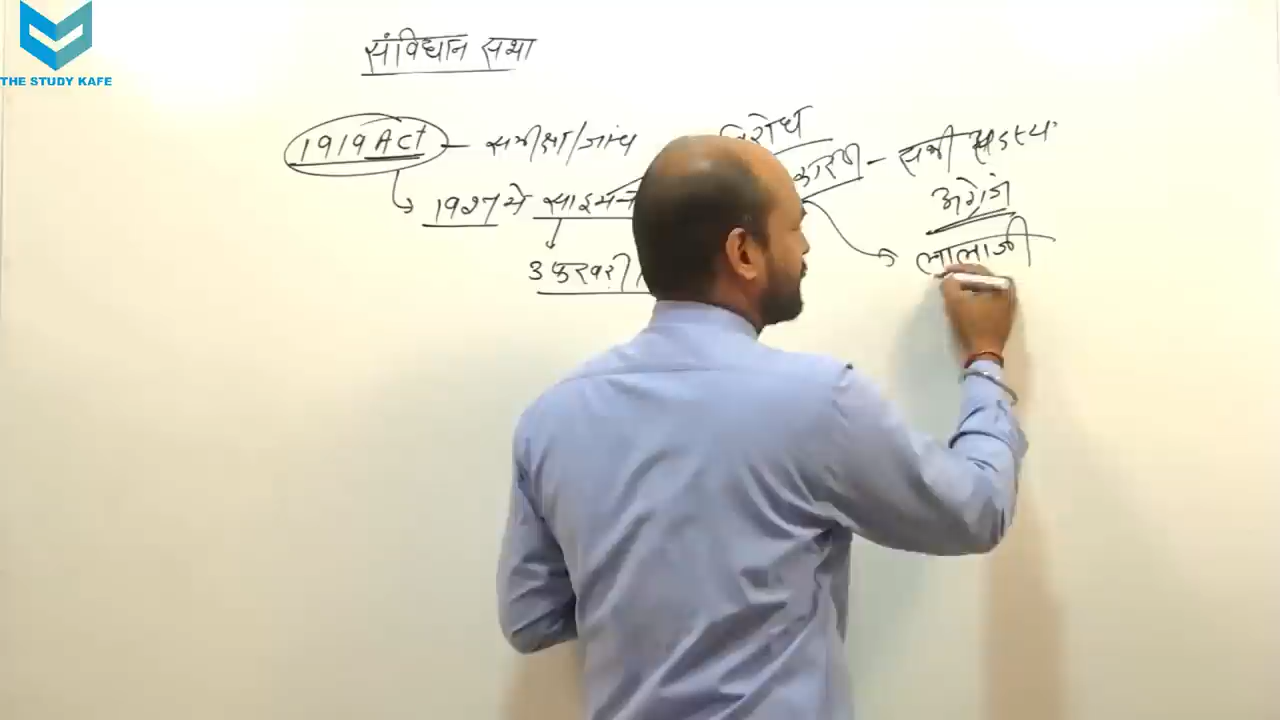 THE STUDY KAFE
संविधान सभा
1919 Act – समीक्षा/जांच
विरोध
कारण – सभी सदस्य
अंग्रेज
1927 मे साइमन
लालाजी
3 फरवरी